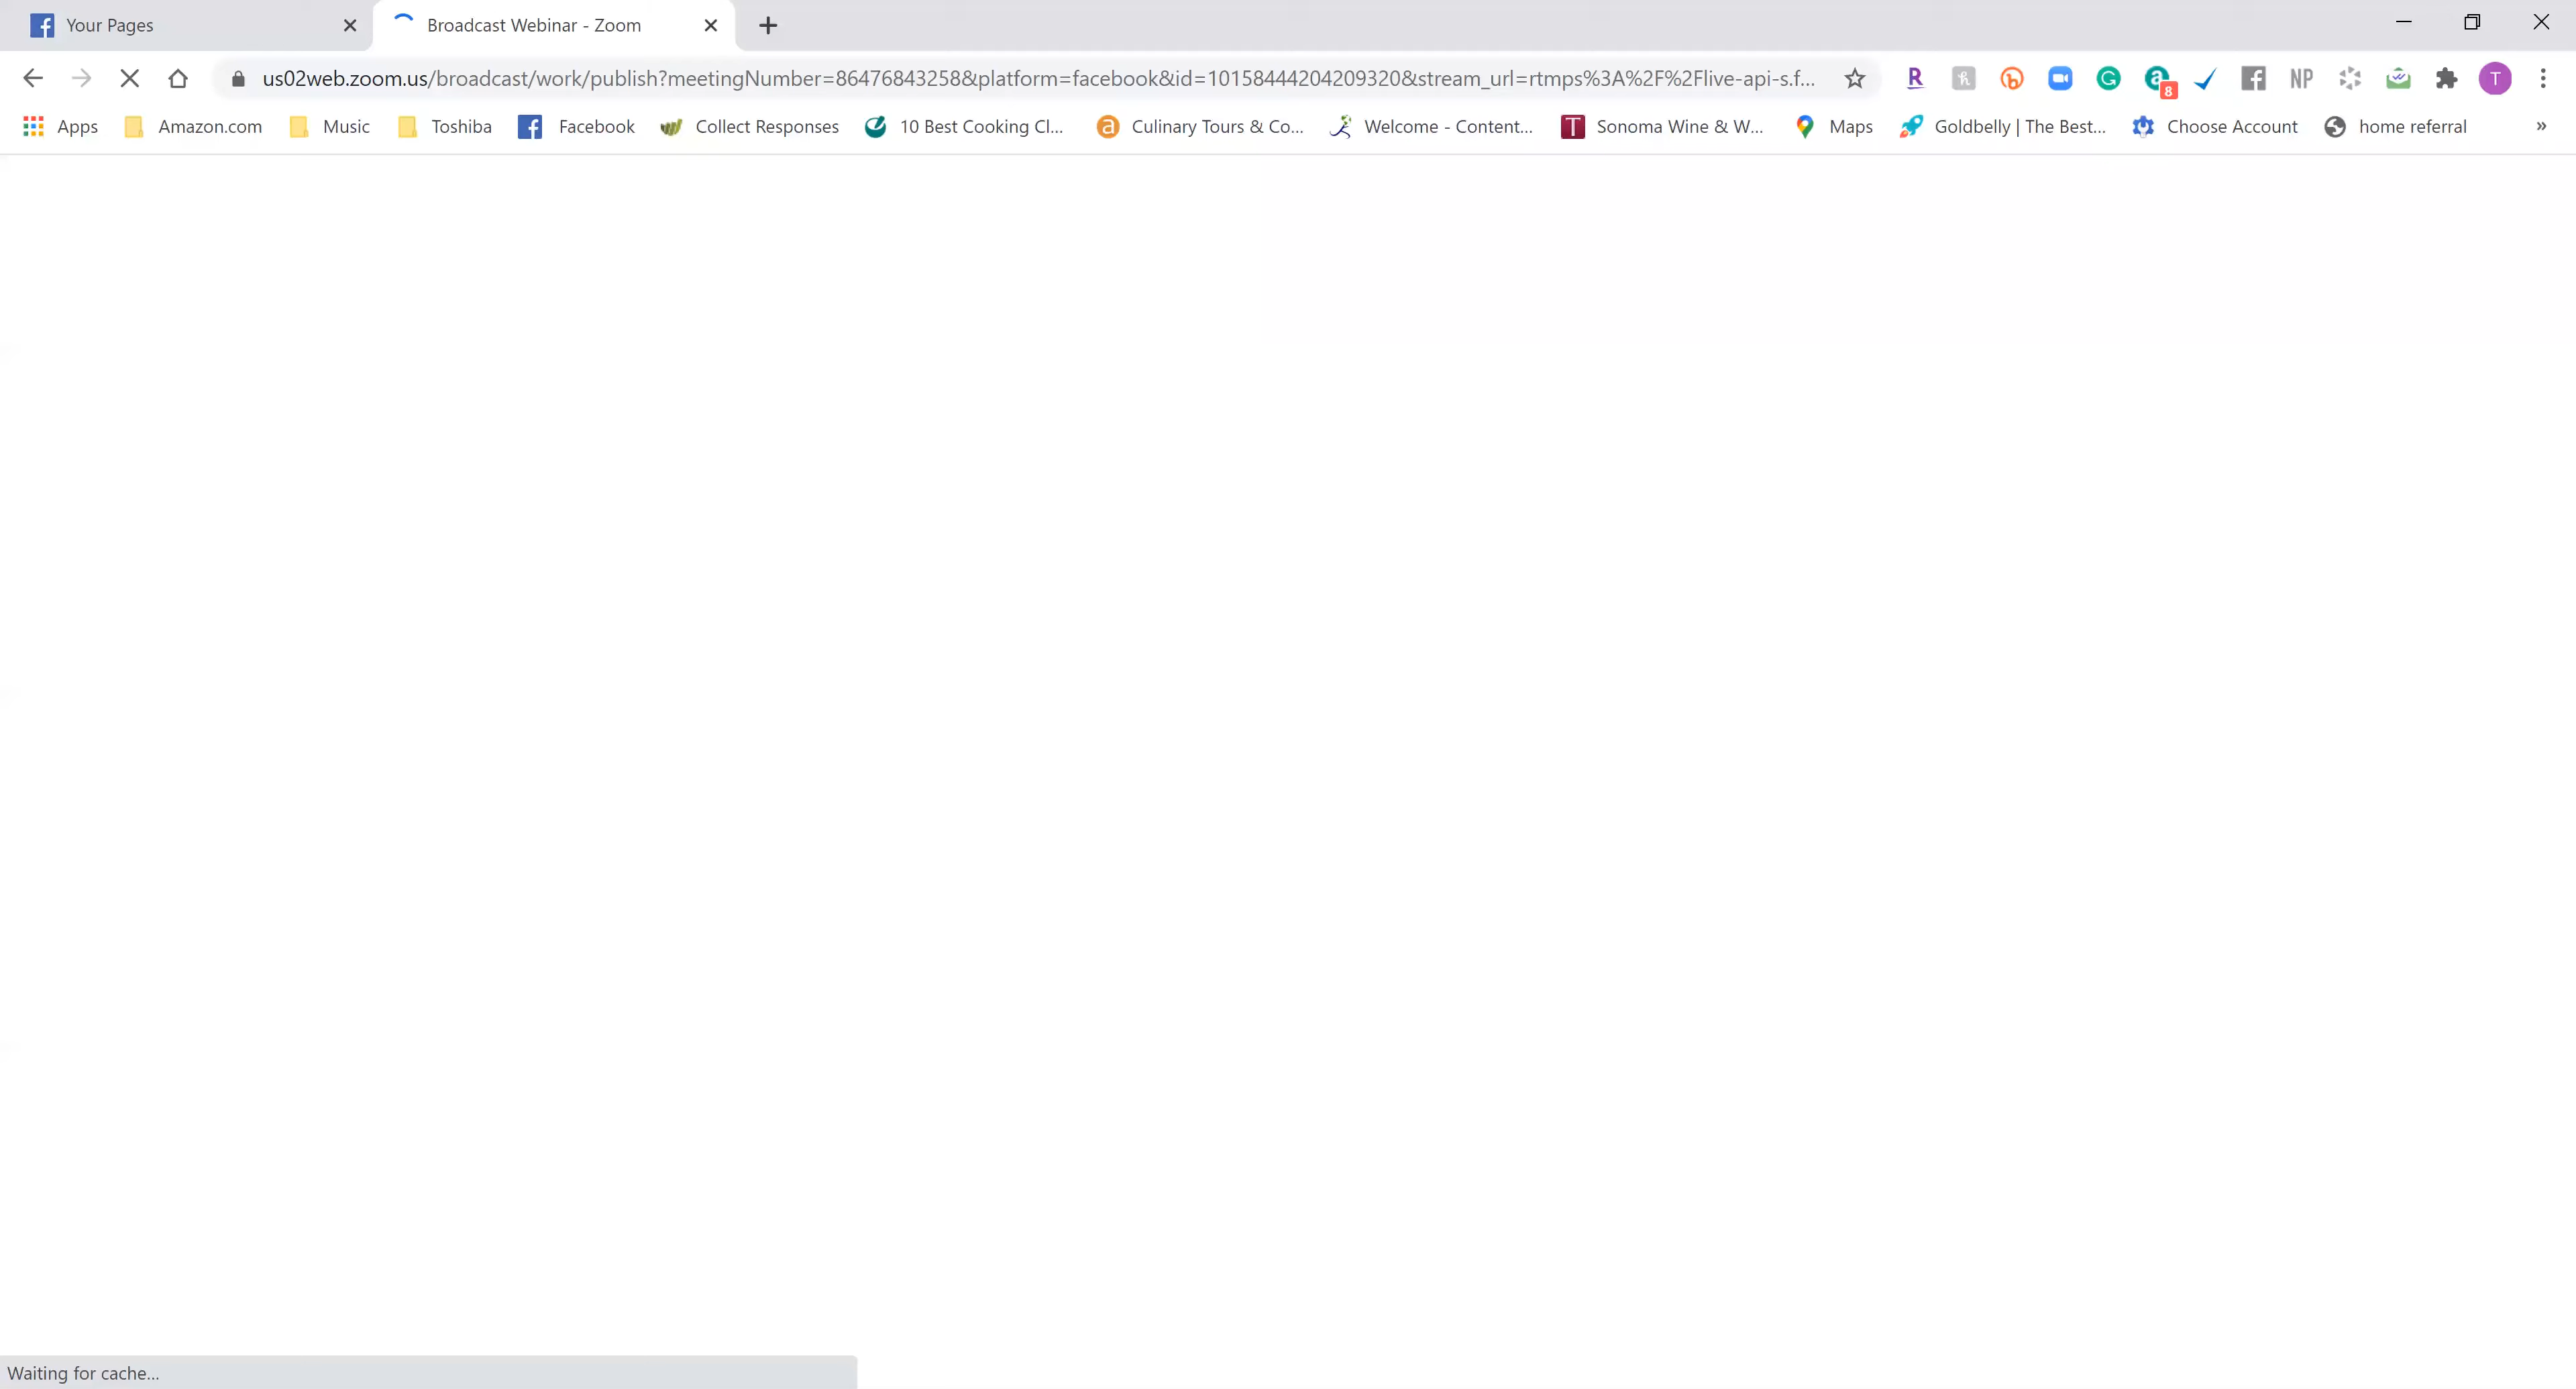 Your Pages Broadcast Webinar - Zoom
us02web.zoom.us/broadcast/work/publish?meetingNumber=86476843258&platform=facebook&id=10158444204209320&stream_url=rtmps%3A%2F%2Flive-api-s.f... R h b G a 8 NP T
Apps Amazon.com Music Toshiba Facebook Collect Responses 10 Best Cooking Cl... a Culinary Tours & Co... Welcome - Content... T Sonoma Wine & W... Maps Goldbelly | The Best... Choose Account home referral »
Waiting for cache...